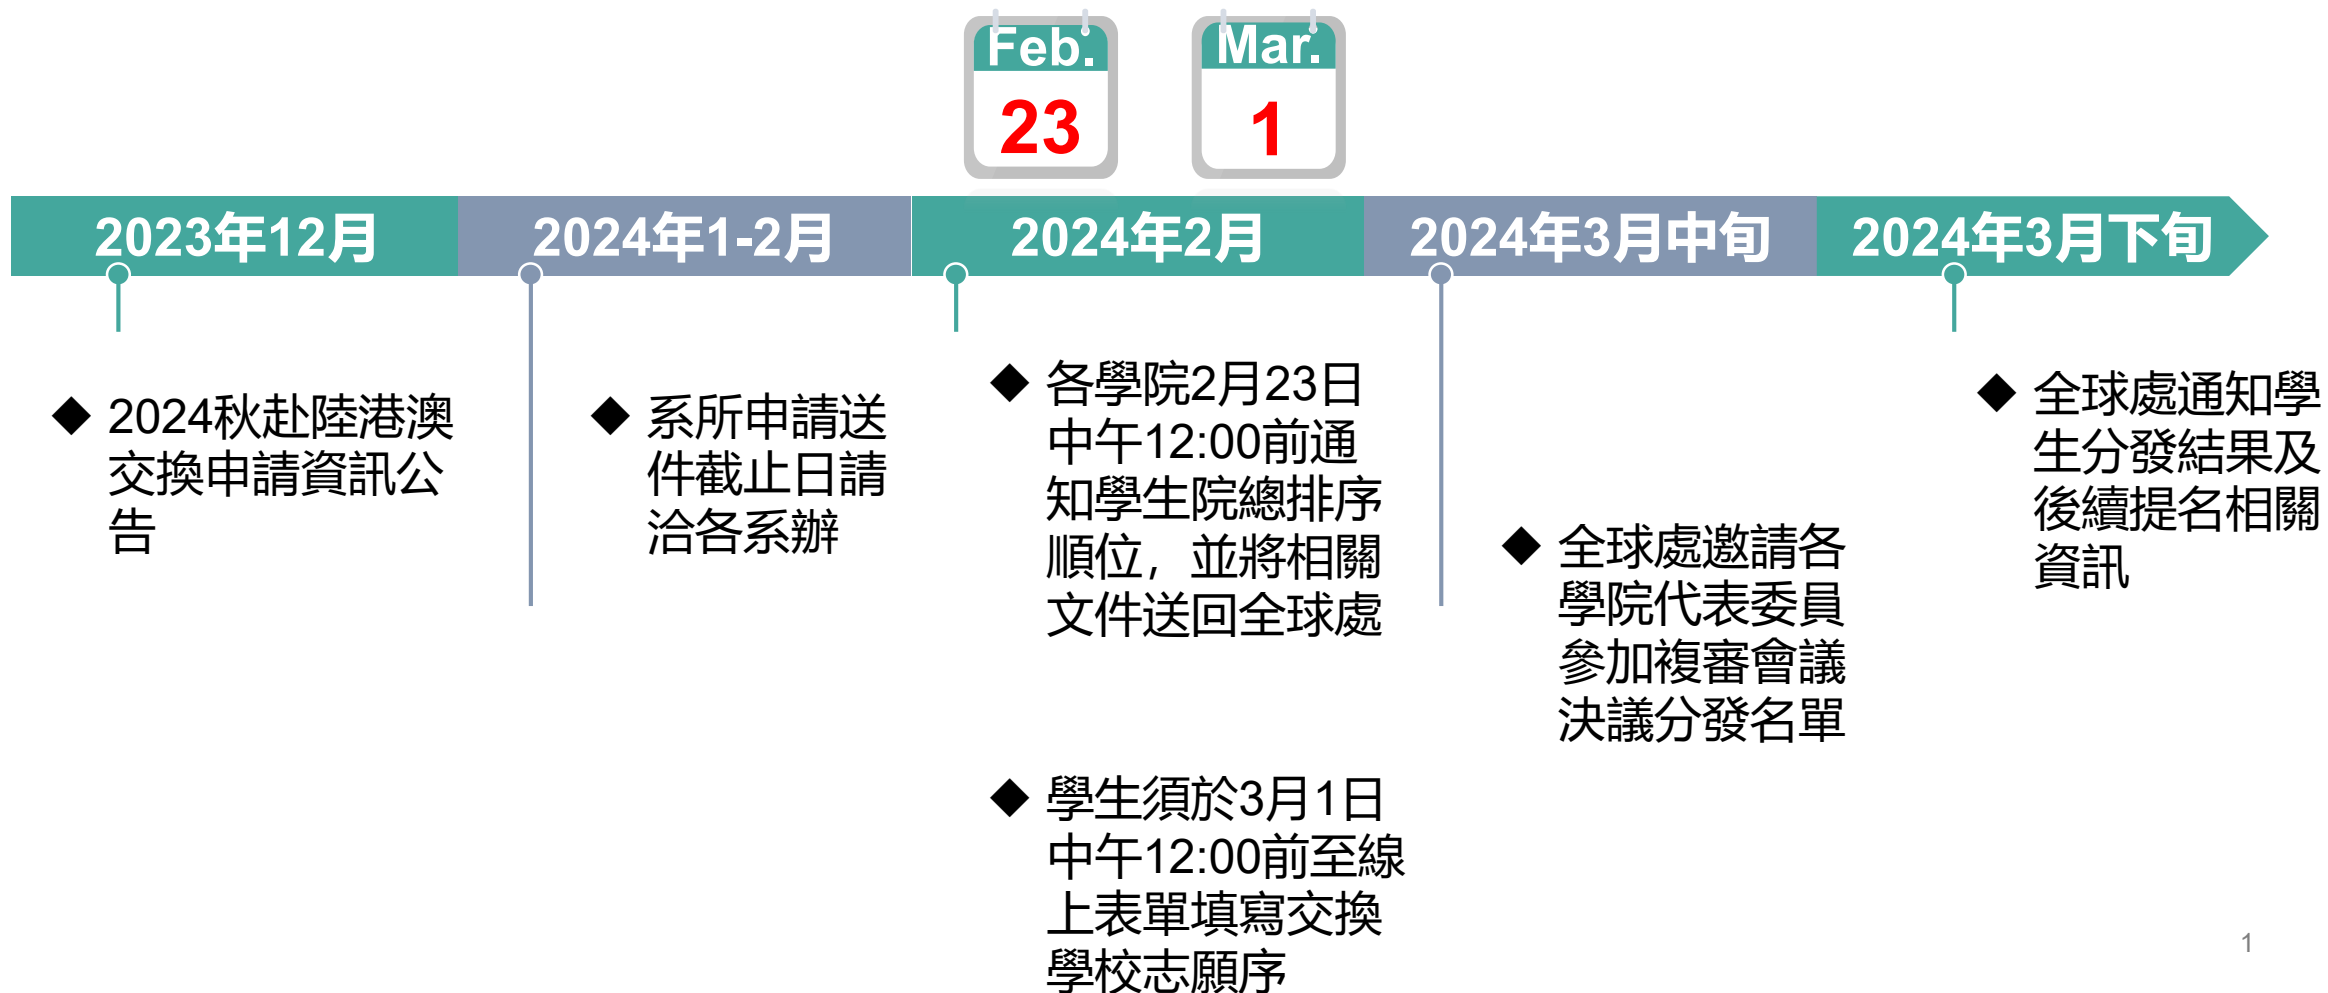 Feb.
23
Mar.
1
2023年12月
2024年1-2月
2024年2月
2024年3月中旬
2024年3月下旬
◆ 2024秋赴陸港澳
交換申請資訊公
告
◆ 系所申請送
件截止日請
洽各系辦
◆ 各學院2月23日
中午12:00前通
知學生院總排序
順位，並將相關
文件送回全球處
◆ 學生須於3月1日
中午12:00前至線
上表單填寫交換
學校志願序
◆ 全球處邀請各
學院代表委員
參加複審會議
決議分發名單
◆ 全球處通知學
生分發結果及
後續提名相關
資訊
1